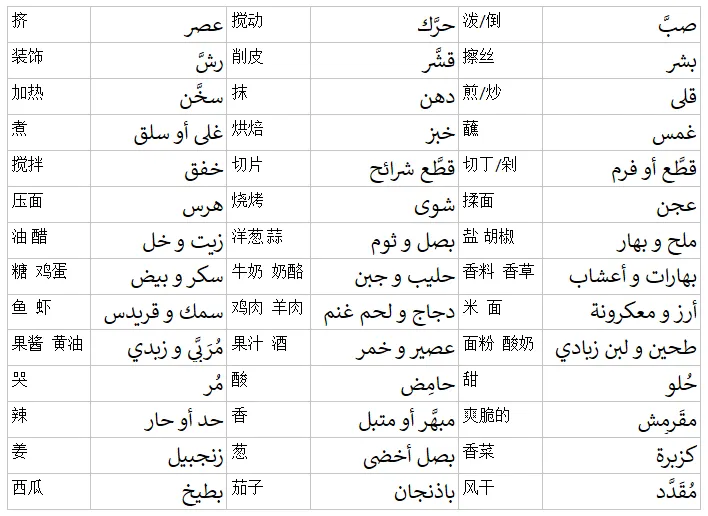 挤 عصر 搅动 حرَّك 泼/倒 صبَّ
装饰 رشَّ 削皮 قشَّر 擦丝 بشر
加热 سخَّن 抹 دهن 煎/炒 قلى
煮 غلى أو سلق 烘焙 خبز 蘸 غمس
搅拌 خفق 切片 قطَّع شرائح 切丁/剁 قطَّع أو فرم
压面 هرس 烧烤 شوى 揉面 عجن
油 醋 زيت و خل 洋葱 蒜 بصل و ثوم 盐 胡椒 ملح و بهار
糖 鸡蛋 سكر و بيض 牛奶 奶酪 حليب و جبن 香料 香草 بهارات و أعشاب
鱼 虾 سمك و قريدس 鸡肉 羊肉 دجاج و لحم غنم 米 面 أرز و معكرونة
果酱 黄油 مُرَبَّى و زبدي 果汁 酒 عصير و خمر 面粉 酸奶 طحين و لبن زبادي
哭 مُر 酸 حامِض 甜 حُلو
辣 حد أو حار 香 مبهَّر أو متبل 爽脆的 مقَرمِش
姜 زنجبيل 葱 بصل أخضى 香菜 كزبرة
西瓜 بطيخ 茄子 باذنجان 风干 مُقَدَّد